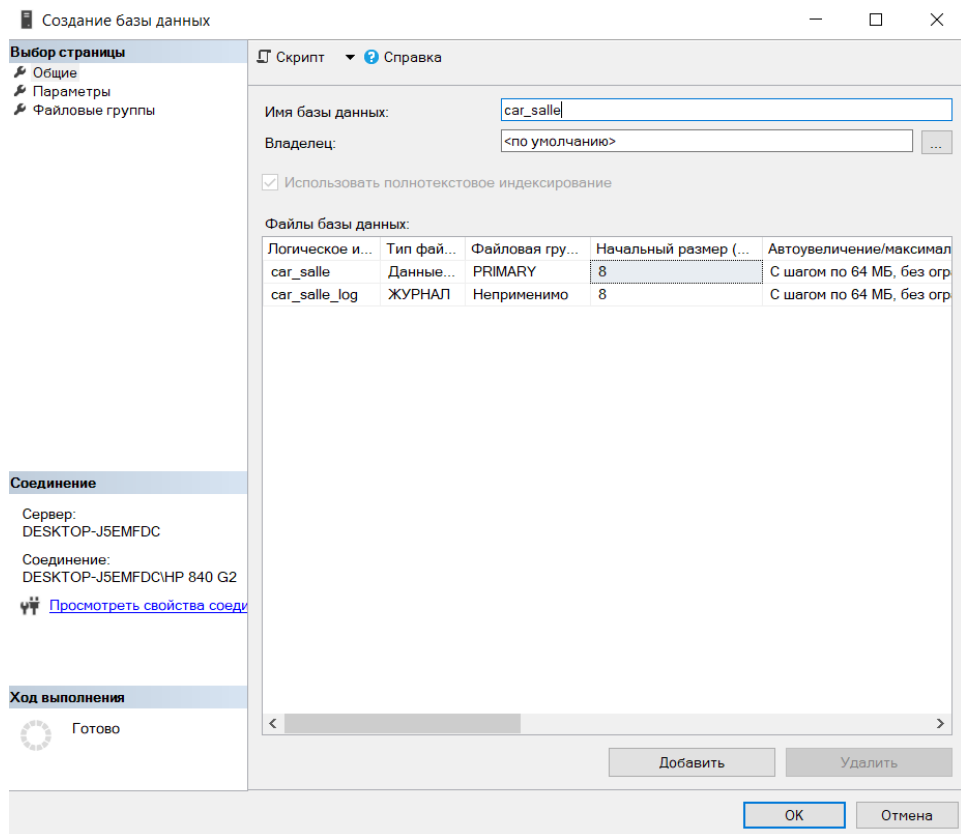 Создание базы данных
Выбор страницы
Общие
Параметры
Файловые группы
Скрипт Справка
Имя базы данных: car_salle
Владелец: <по умолчанию> ...
Использовать полнотекстовое индексирование
Файлы базы данных:
Логическое и... Тип фай... Файловая гру... Начальный размер (... Автоувеличение/максимал
car_salle Данные... PRIMARY 8 С шагом по 64 МБ, без огр
car_salle_log ЖУРНАЛ Неприменимо 8 С шагом по 64 МБ, без огр
Соединение
Сервер:
DESKTOP-J5EMFDC
Соединение:
DESKTOP-J5EMFDC\HP 840 G2
Просмотреть свойства соеди
Ход выполнения
Готово
Добавить Удалить
OK Отмена